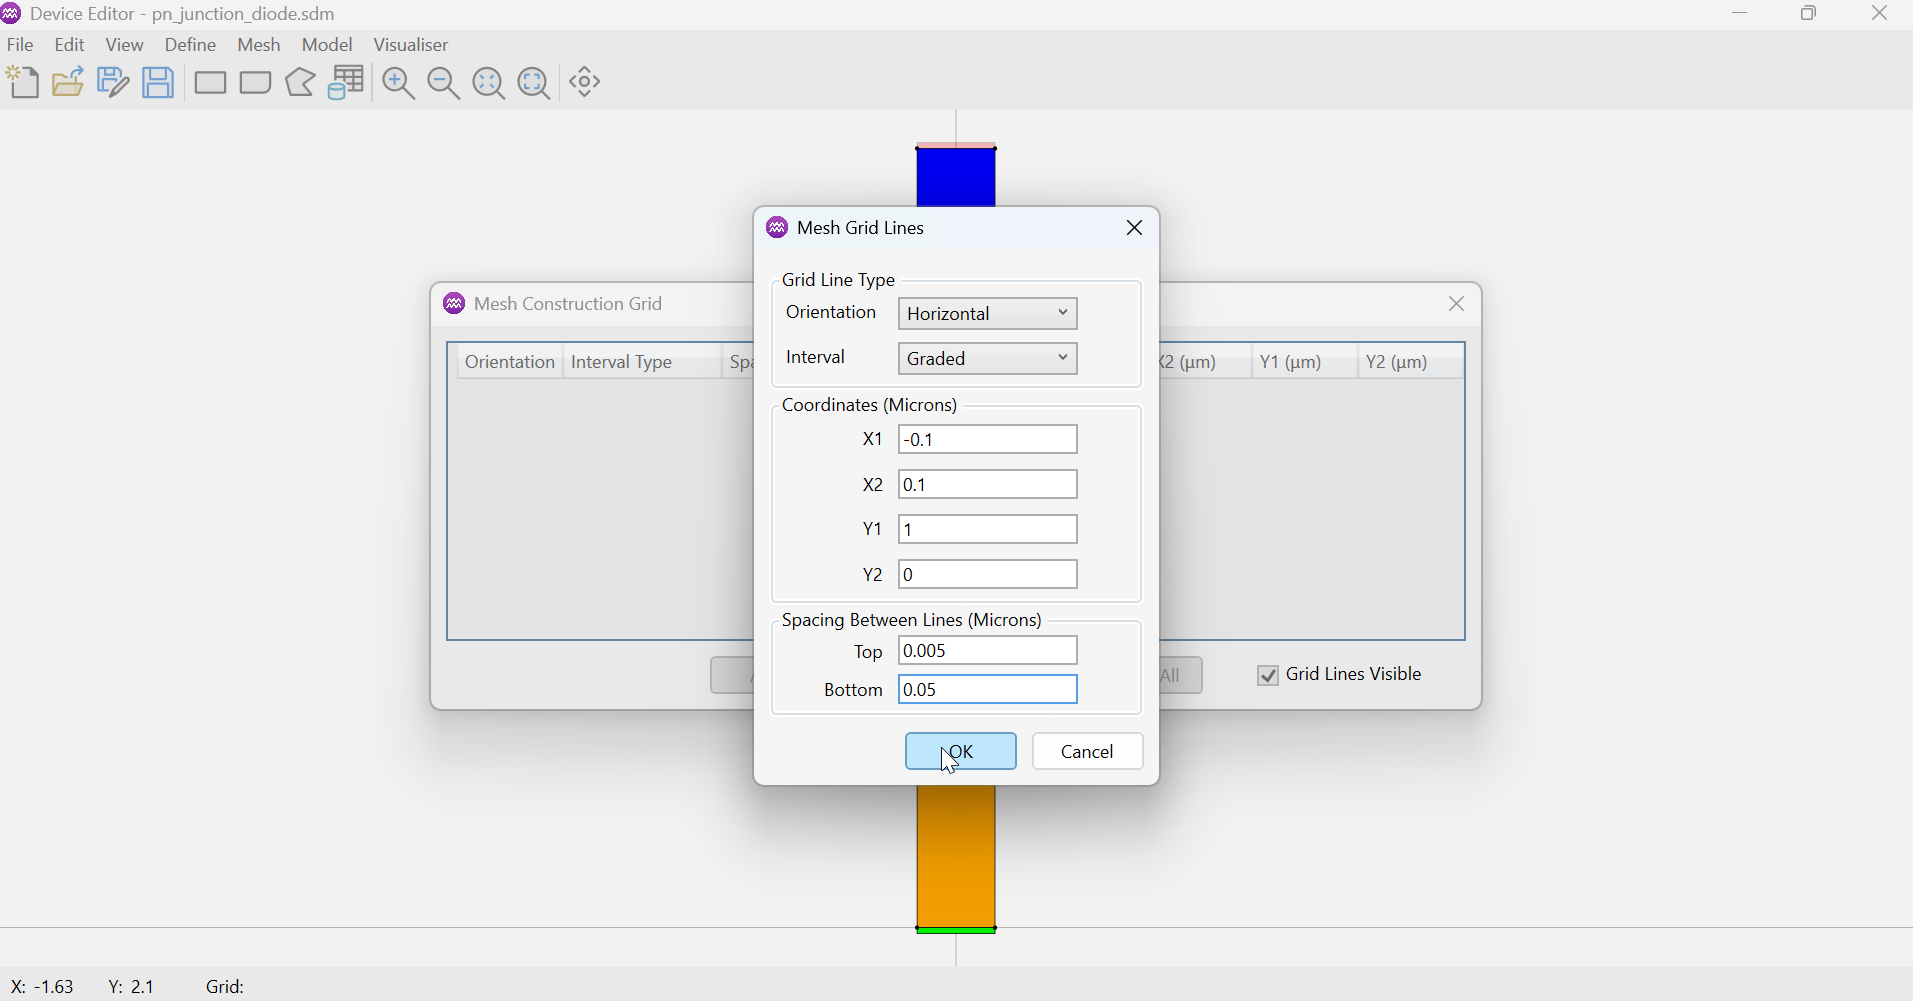 Device Editor - pn_junction_diode.sdm
File Edit View Define Mesh Model Visualiser
Mesh Grid Lines
Grid Line Type
Orientation Horizontal
Interval Graded
Coordinates (Microns)
X1 -0.1
X2 0.1
Y1 1
Y2 0
Spacing Between Lines (Microns)
Top 0.005
Bottom 0.05
OK Cancel
Mesh Construction Grid
Orientation Interval Type X2 (µm) Y1 (µm) Y2 (µm)
All Grid Lines Visible
X: -1.63 Y: 2.1 Grid: